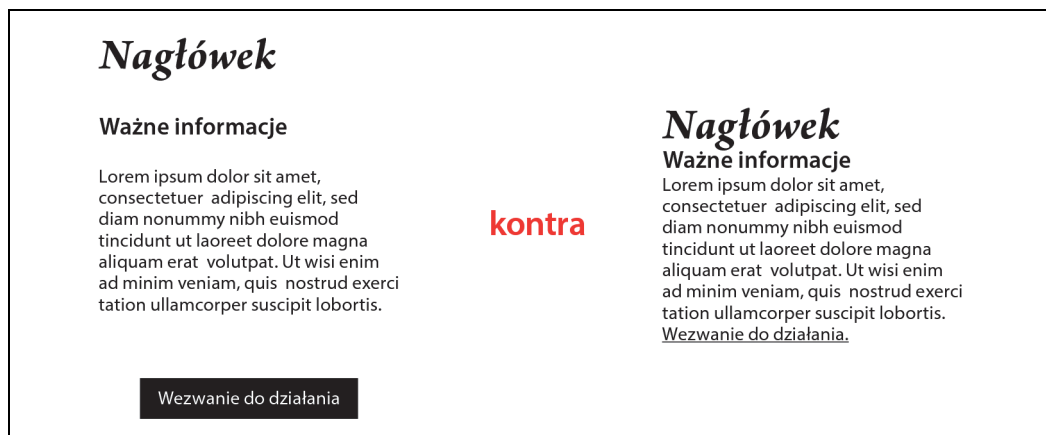 Nagłówek
Ważne informacje
Lorem ipsum dolor sit amet,
consectetuer adipiscing elit, sed
diam nonummy nibh euismod
tincidunt ut laoreet dolore magna
aliquam erat volutpat. Ut wisi enim
ad minim veniam, quis nostrud exerci
tation ullamcorper suscipit lobortis.
Wezwanie do działania
kontra
Nagłówek
Ważne informacje
Lorem ipsum dolor sit amet,
consectetuer adipiscing elit, sed
diam nonummy nibh euismod
tincidunt ut laoreet dolore magna
aliquam erat volutpat. Ut wisi enim
ad minim veniam, quis nostrud exerci
tation ullamcorper suscipit lobortis.
Wezwanie do działania.